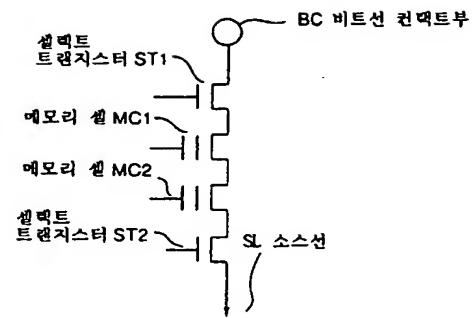 BC 비트선 컨택트부
셀렉트
트랜지스터 ST1
메모리 셀 MC1
메모리 셀 MC2
셀렉트
트랜지스터 ST2
SL 소스선